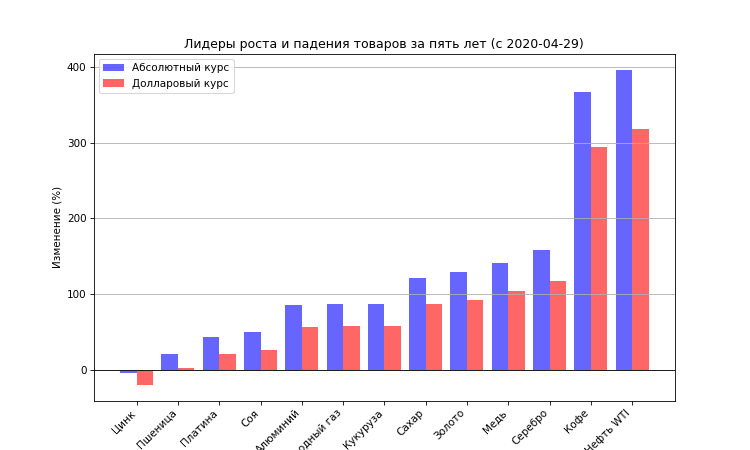 Лидеры роста и падения товаров за пять лет (с 2020-04-29)
Абсолютный курс
Долларовый курс
Изменение (%)
400
300
200
100
0
Цинк
Пшеница
Платина
Соя
Алюминий
газ
Кукуруза
Сахар
Золото
Медь
Серебро
Кофе
Нефть WTI